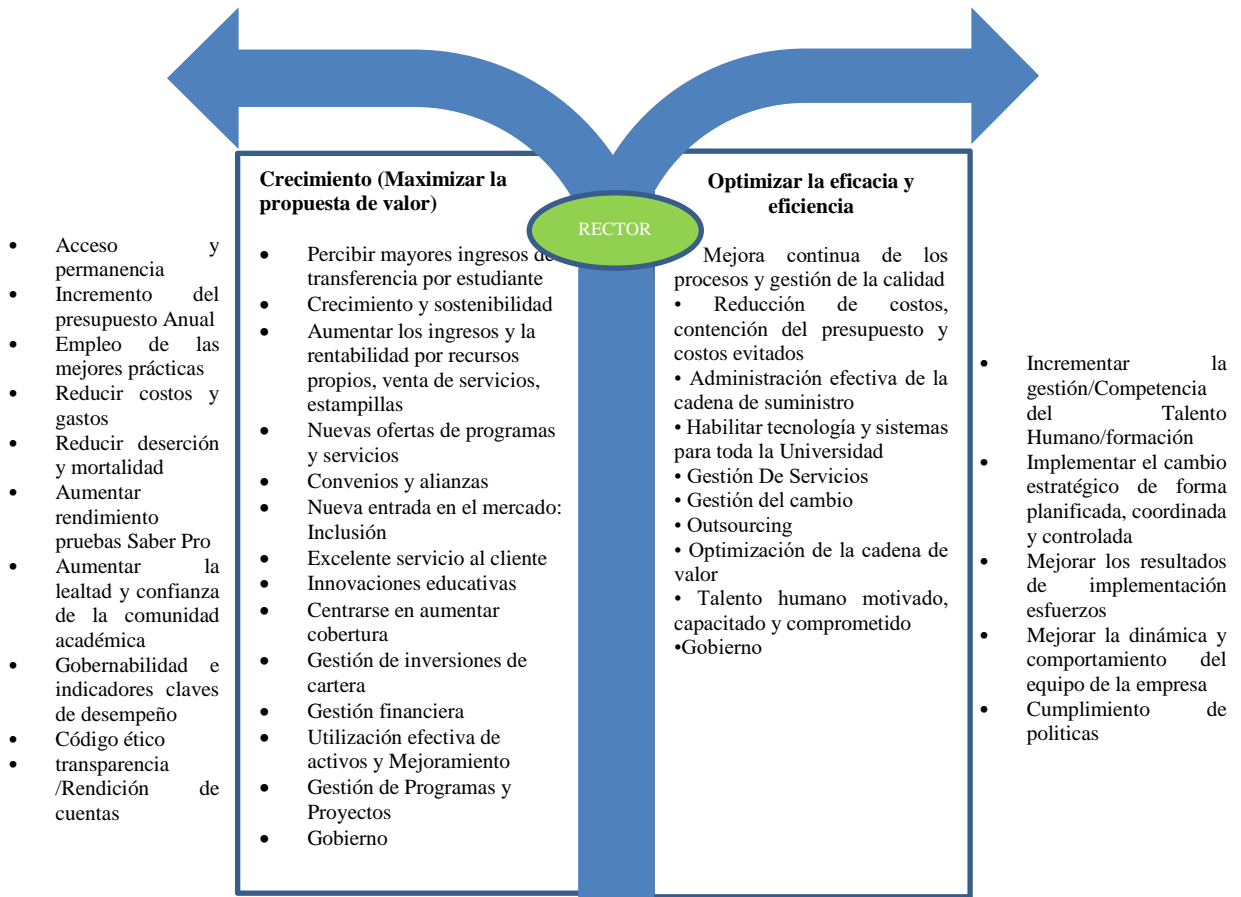 • Acceso y
permanencia
• Incremento del
presupuesto Anual
• Empleo de las
mejores prácticas
• Reducir costos y
gastos
• Reducir deserción
y mortalidad
• Aumentar
rendimiento
pruebas Saber Pro
• Aumentar la
lealtad y confianza
de la comunidad
académica
• Gobernabilidad e
indicadores claves
de desempeño
• Código ético
• transparencia
/Rendición de
cuentas
Crecimiento (Maximizar la
propuesta de valor)
• Percibir mayores ingresos de
transferencia por estudiante
• Crecimiento y sostenibilidad
• Aumentar los ingresos y la
rentabilidad por recursos
propios, venta de servicios,
estampillas
• Nuevas ofertas de programas
y servicios
• Convenios y alianzas
• Nueva entrada en el mercado:
Inclusión
• Excelente servicio al cliente
• Innovaciones educativas
• Centrarse en aumentar
cobertura
• Gestión de inversiones de
cartera
• Gestión financiera
• Utilización efectiva de
activos y Mejoramiento
• Gestión de Programas y
Proyectos
• Gobierno
RECTOR
Optimizar la eficacia y
eficiencia
Mejora continua de los
procesos y gestión de la calidad
• Reducción de costos,
contención del presupuesto y
costos evitados
• Administración efectiva de la
cadena de suministro
• Habilitar tecnología y sistemas
para toda la Universidad
• Gestión De Servicios
• Gestión del cambio
• Outsourcing
• Optimización de la cadena de
valor
• Talento humano motivado,
capacitado y comprometido
•Gobierno
• Incrementar la
gestión/Competencia
del Talento
Humano/formación
• Implementar el cambio
estratégico de forma
planificada, coordinada
y controlada
• Mejorar los resultados
de implementación
esfuerzos
• Mejorar la dinámica y
comportamiento del
equipo de la empresa
• Cumplimiento de
politicas